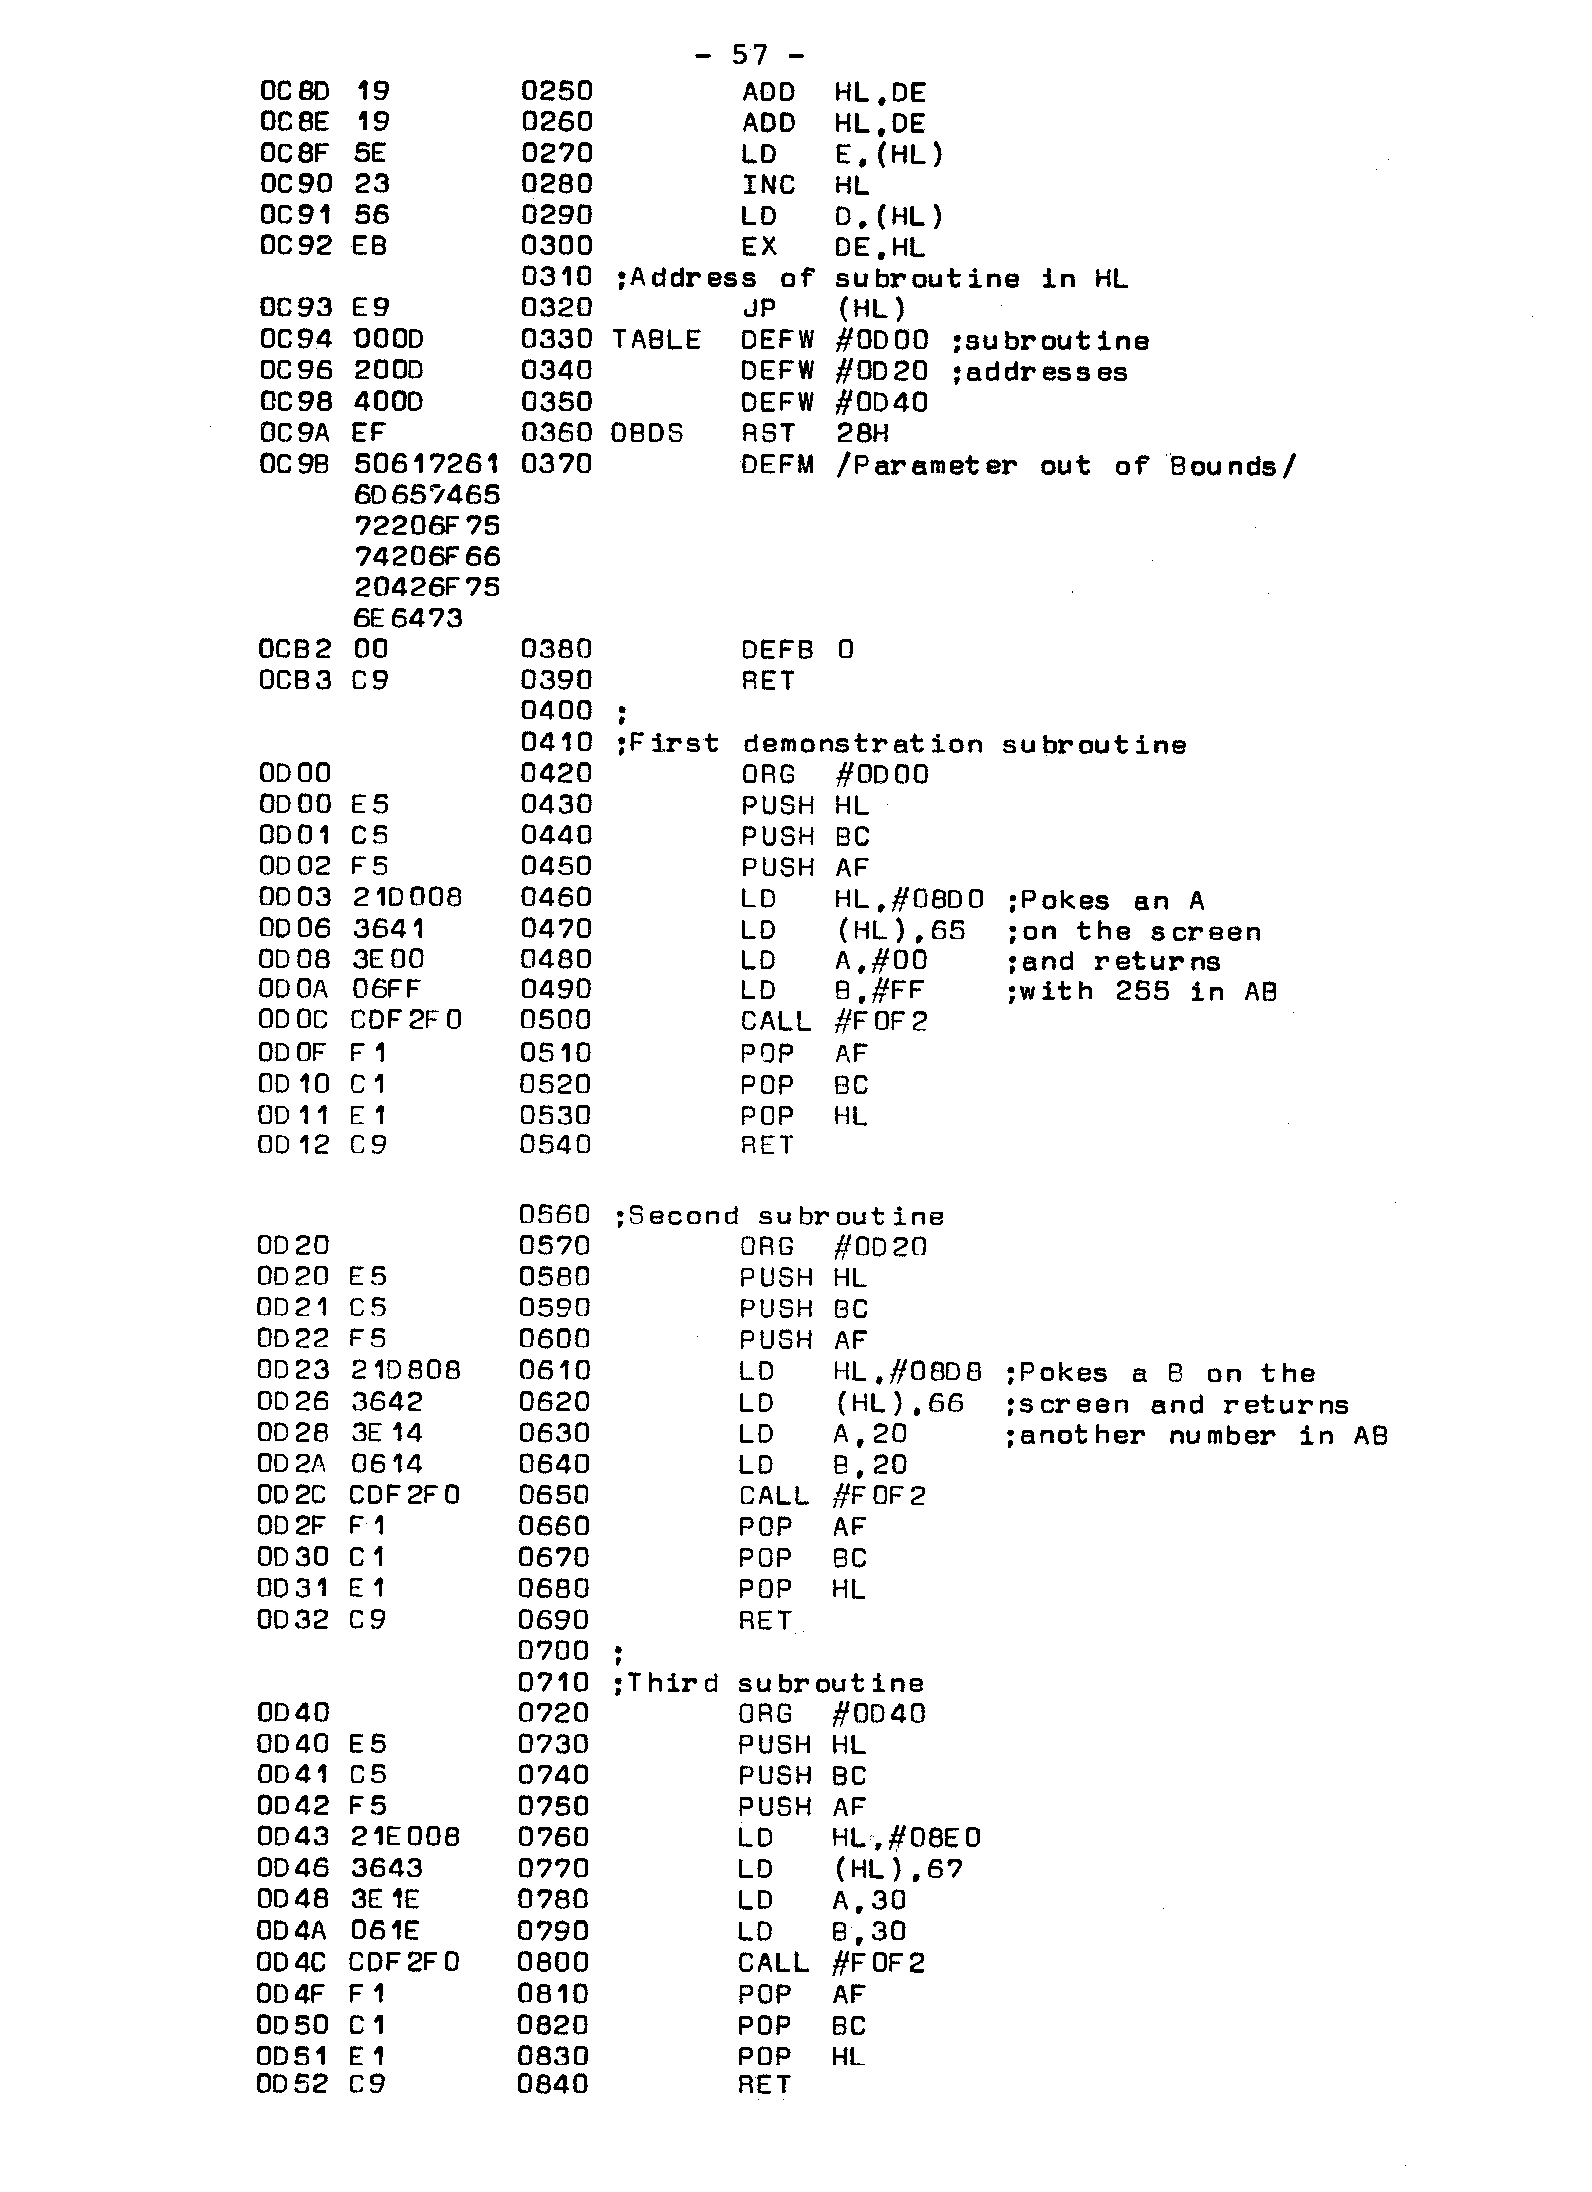 - 57 -
0C8D 19 0250 ADD HL,DE
0C8E 19 0260 ADD HL,DE
0C8F 5E 0270 LD E,(HL)
0C90 23 0280 INC HL
0C91 56 0290 LD D,(HL)
0C92 EB 0300 EX DE,HL
0310 ;Address of subroutine in HL
0C93 E9 0320 JP (HL)
0C94 000D 0330 TABLE DEFW #0D00 ;subroutine
0C96 200D 0340 DEFW #0D20 ;addresses
0C98 400D 0350 DEFW #0D40
0C9A EF 0360 OBDS RST 28H
0C9B 50617261 0370 DEFM /Parameter out of Bounds/
6D657465
72206F75
74206F66
20426F75
6E6473
0CB2 00 0380 DEFB 0
0CB3 C9 0390 RET
0400 ;
0410 ;First demonstration subroutine
0D00 0420 ORG #0D00
0D00 E5 0430 PUSH HL
0D01 C5 0440 PUSH BC
0D02 F5 0450 PUSH AF
0D03 21D008 0460 LD HL,#08D0 ;Pokes an A
0D06 3641 0470 LD (HL),65 ;on the screen
0D08 3E00 0480 LD A,#00 ;and returns
0D0A 06FF 0490 LD B,#FF ;with 255 in AB
0D0C CDF2F0 0500 CALL #F0F2
0D0F F1 0510 POP AF
0D10 C1 0520 POP BC
0D11 E1 0530 POP HL
0D12 C9 0540 RET
0560 ;Second subroutine
0D20 0570 ORG #0D20
0D20 E5 0580 PUSH HL
0D21 C5 0590 PUSH BC
0D22 F5 0600 PUSH AF
0D23 21D808 0610 LD HL,#08D8 ;Pokes a B on the
0D26 3642 0620 LD (HL),66 ;screen and returns
0D28 3E14 0630 LD A,20 ;another number in AB
0D2A 0614 0640 LD B,20
0D2C CDF2F0 0650 CALL #F0F2
0D2F F1 0660 POP AF
0D30 C1 0670 POP BC
0D31 E1 0680 POP HL
0D32 C9 0690 RET
0700 ;
0710 ;Third subroutine
0D40 0720 ORG #0D40
0D40 E5 0730 PUSH HL
0D41 C5 0740 PUSH BC
0D42 F5 0750 PUSH AF
0D43 21E008 0760 LD HL,#08E0
0D46 3643 0770 LD (HL),67
0D48 3E1E 0780 LD A,30
0D4A 061E 0790 LD B,30
0D4C CDF2F0 0800 CALL #F0F2
0D4F F1 0810 POP AF
0D50 C1 0820 POP BC
0D51 E1 0830 POP HL
0D52 C9 0840 RET